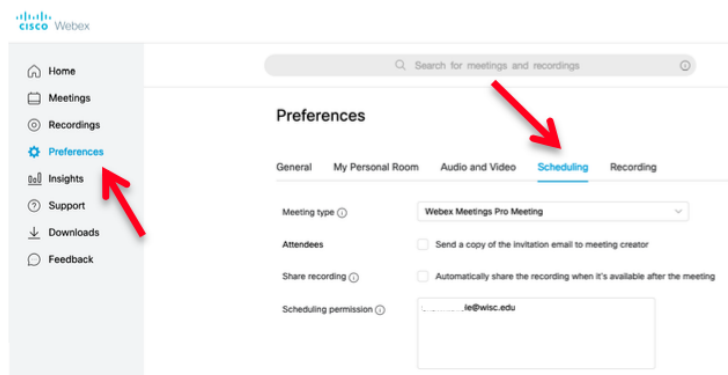 CISCO Webex
Search for meetings and recordings
Home
Meetings
Recordings
Preferences
Insights
Support
Downloads
Feedback
Preferences
General My Personal Room Audio and Video Scheduling Recording
Meeting type Webex Meetings Pro Meeting
Attendees Send a copy of the invitation email to meeting creator
Share recording Automatically share the recording when it's available after the meeting
Scheduling permission le@wisc.edu